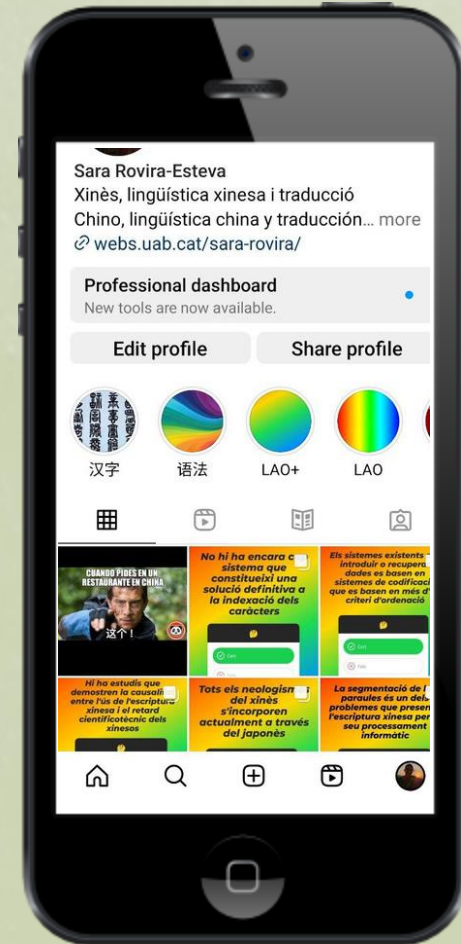 Sara Rovira-Esteva
Xinès, lingüística xinesa i traducció
Chino, lingüística china y traducción... more
webs.uab.cat/sara-rovira/
Professional dashboard
New tools are now available.
Edit profile
Share profile
汉字
语法
LAO+
LAO
CUANDO PIDES EN UN
RESTAURANTE EN CHINA
这个！
No hi ha encara
sistema que
constitueixi una
solució definitiva a
la indexació dels
caràcters
Els sistemes existents
introduir o recupera
dades es basen en
sistemes de codificaci
que es basen en més d'
criteri d'ordenació
Hi ha estudis que
demostren la causali
entre l'ús de l'escriptu
xinesa i el retard
cientificotècnic dels
xinesos
Tots els neologism
del xinès
s'incorporen
actualment a través
del japonès
La segmentació de l
paraules és un del
problemes que presen
l'escriptura xinesa per
seu processament
informàtic